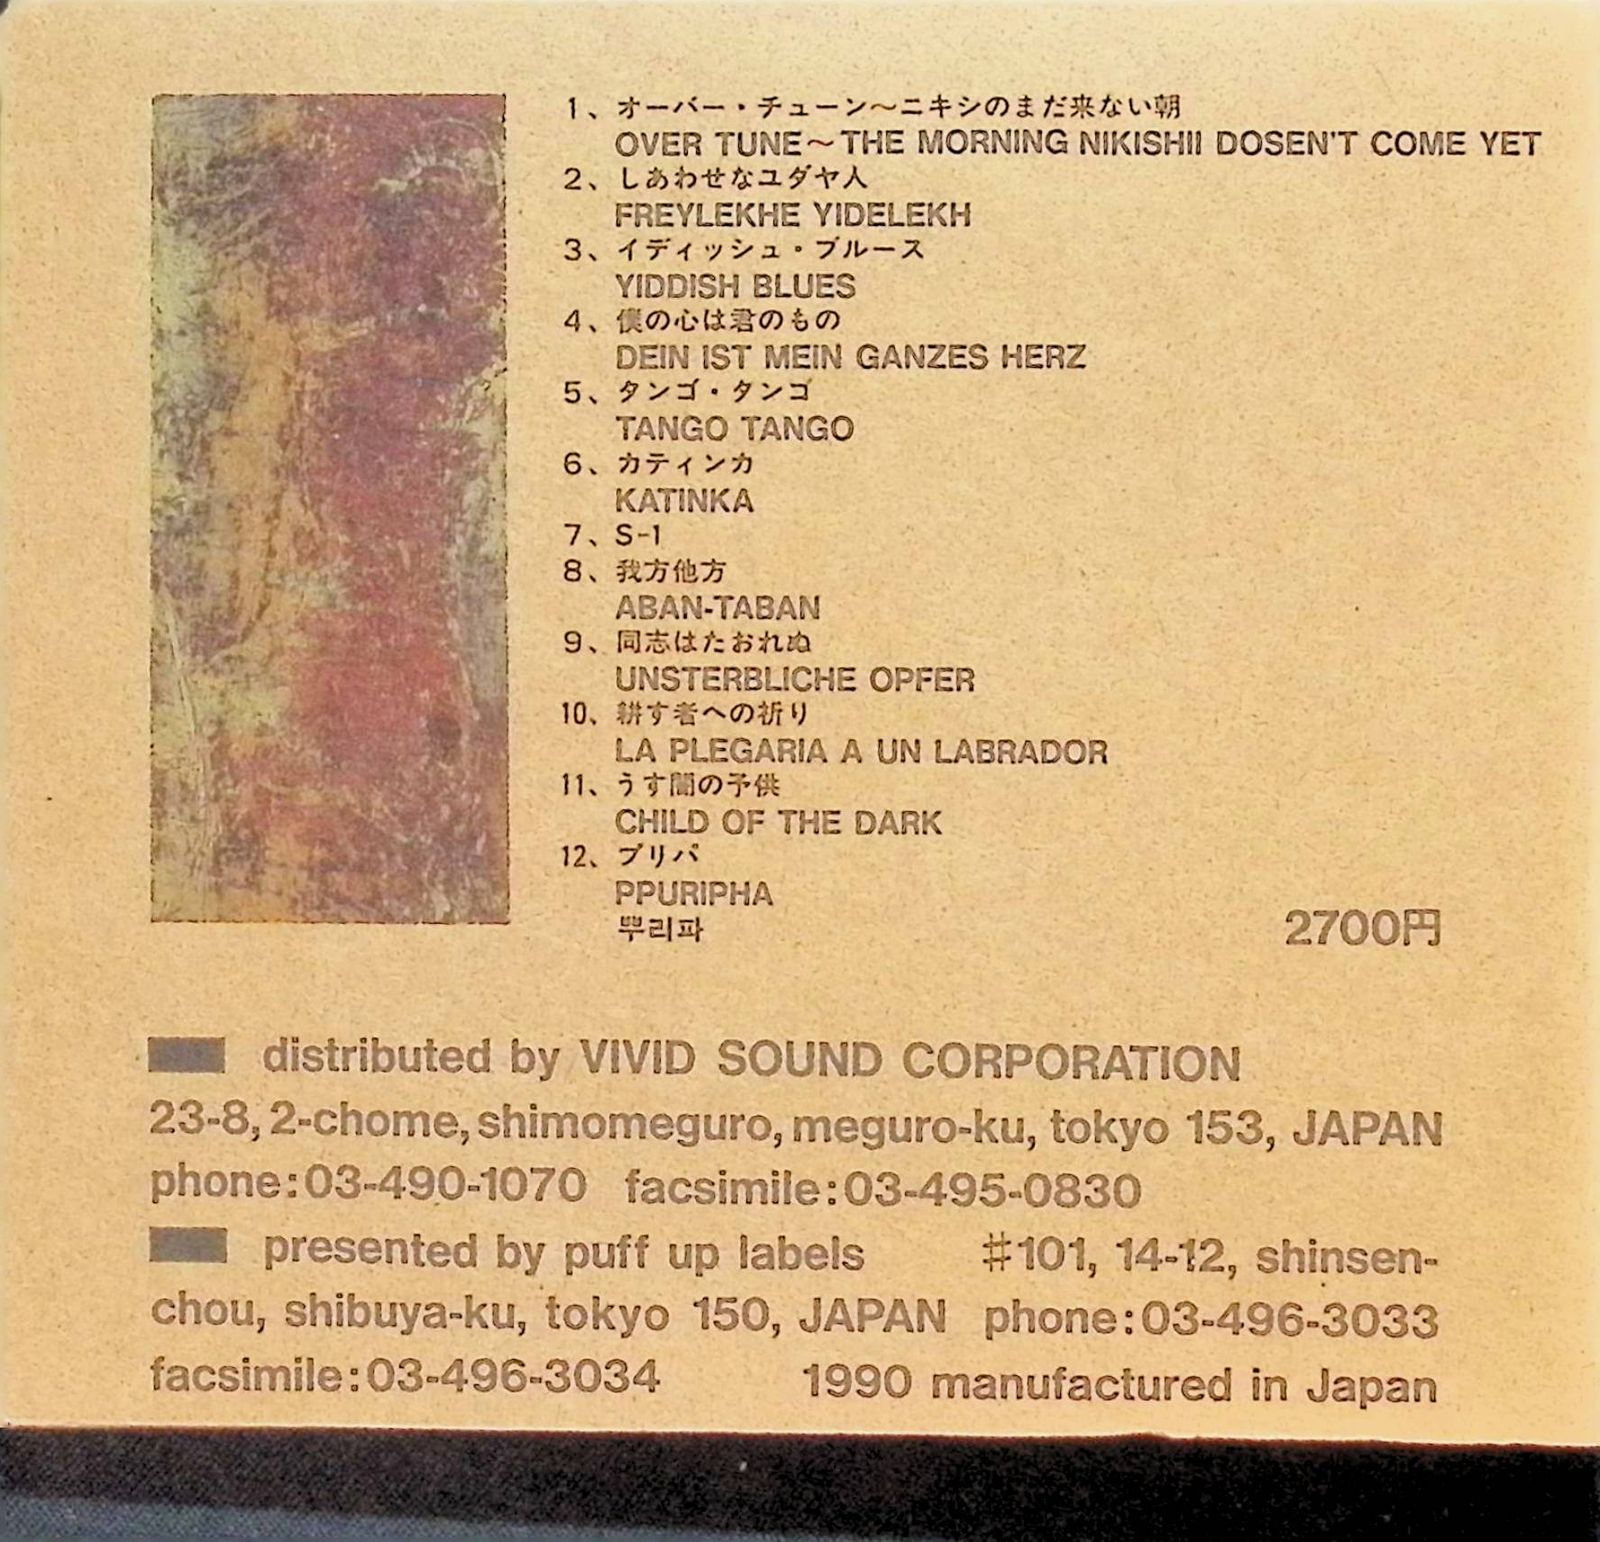 1、オーバー・チューン〜ニキシのまだ来ない朝
OVER TUNE〜THE MORNING NIKISHII DOSEN'T COME YET
2、しあわせなユダヤ人
FREYLEKHE YIDELEKH
3、イディッシュ・ブルース
YIDDISH BLUES
4、僕の心は君のもの
DEIN IST MEIN GANZES HERZ
5、タンゴ・タンゴ
TANGO TANGO
6、カティンカ
KATINKA
7、S-1
8、我方他方
ABAN-TABAN
9、同志はたおれぬ
UNSTERBLICHE OPFER
10、耕す者への祈り
LA PLEGARIA A UN LABRADOR
11、うす闇の予供
CHILD OF THE DARK
12、プリパ
PPURIPHA
뿌리파
2700円
distributed by VIVID SOUND CORPORATION
23-8, 2-chome, shimomeguro, meguro-ku, tokyo 153, JAPAN
phone:03-490-1070 facsimile:03-495-0830
presented by puff up labels #101, 14-12, shinsen-
chou, shibuya-ku, tokyo 150, JAPAN phone:03-496-3033
facsimile:03-496-3034 1990 manufactured in Japan